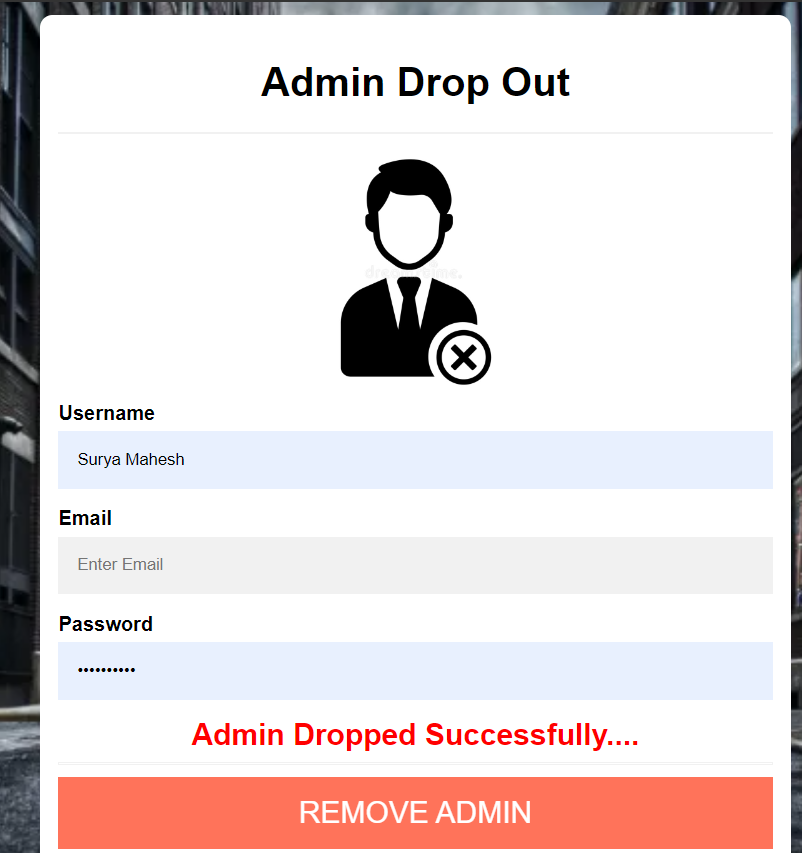 Admin Drop Out
Username
Surya Mahesh
Email
Enter Email
Password
••••••••••
Admin Dropped Successfully....
REMOVE ADMIN